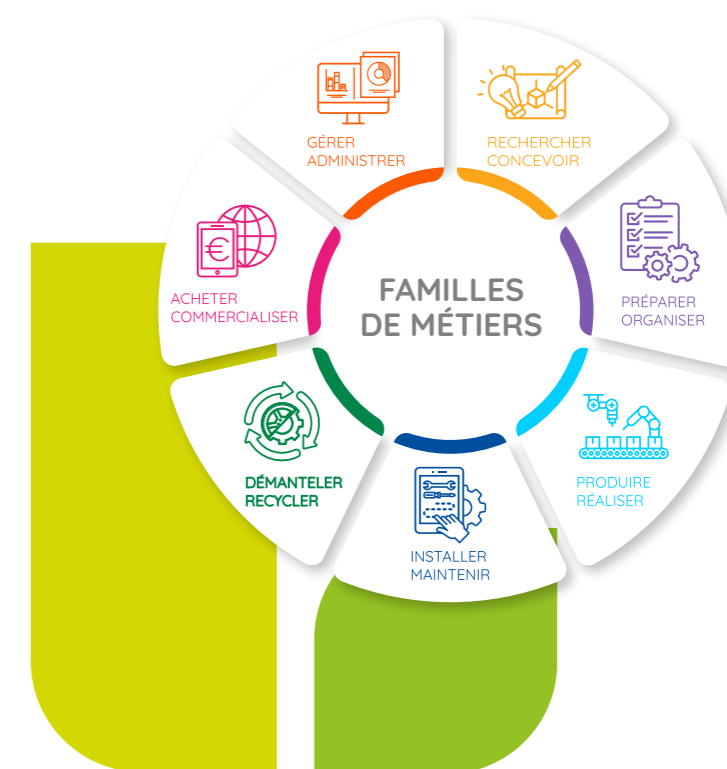 GÉRER
ADMINISTRER
RECHERCHER
CONCEVOIR
ACHETER
COMMERCIALISER
FAMILLES
DE MÉTIERS
PRÉPARER
ORGANISER
DÉMANTELER
RECYCLER
PRODUIRE
RÉALISER
INSTALLER
MAINTENIR